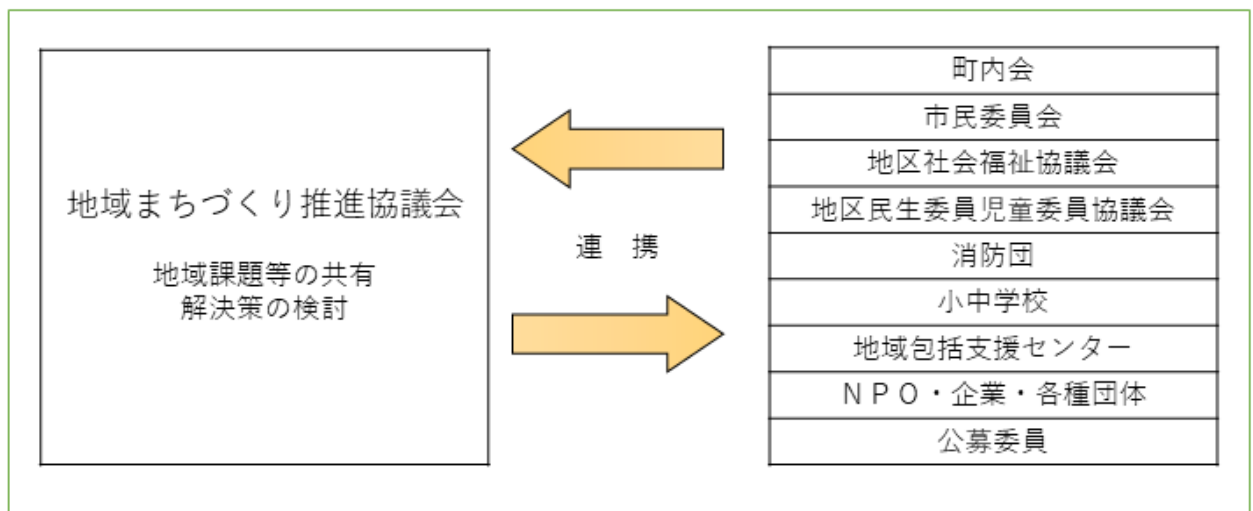 地域まちづくり推進協議会
地域課題等の共有
解決策の検討
連　携
町内会
市民委員会
地区社会福祉協議会
地区民生委員児童委員協議会
消防団
小中学校
地域包括支援センター
ＮＰＯ・企業・各種団体
公募委員